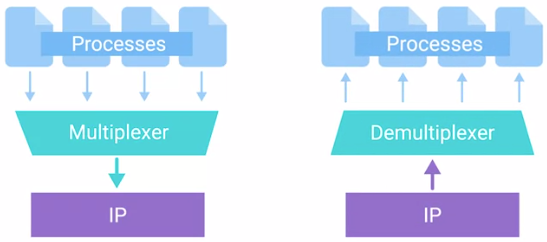 Processes
Multiplexer
IP
Processes
Demultiplexer
IP